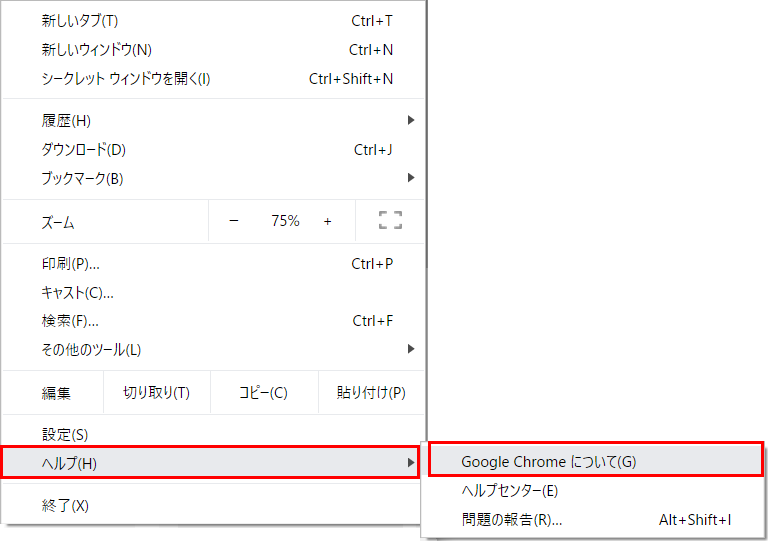 新しいタブ(T) Ctrl+T
新しいウィンドウ(N) Ctrl+N
シークレット ウィンドウを開く(I) Ctrl+Shift+N
履歴(H)
ダウンロード(D) Ctrl+J
ブックマーク(B)
ズーム − 75% +
印刷(P)... Ctrl+P
キャスト(C)...
検索(F)... Ctrl+F
その他のツール(L)
編集 切り取り(T) コピー(C) 貼り付け(P)
設定(S)
ヘルプ(H) Google Chrome について(G)
ヘルプセンター(E)
終了(X) 問題の報告(R)... Alt+Shift+I